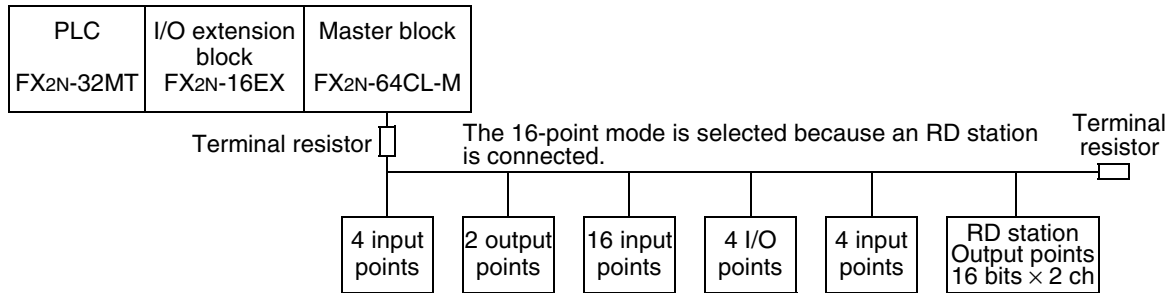 PLC
FX2N-32MT
I/O extension
block
FX2N-16EX
Master block
FX2N-64CL-M
Terminal resistor
The 16-point mode is selected because an RD station
is connected.
Terminal
resistor
4 input
points
2 output
points
16 input
points
4 I/O
points
4 input
points
RD station
Output points
16 bits × 2 ch